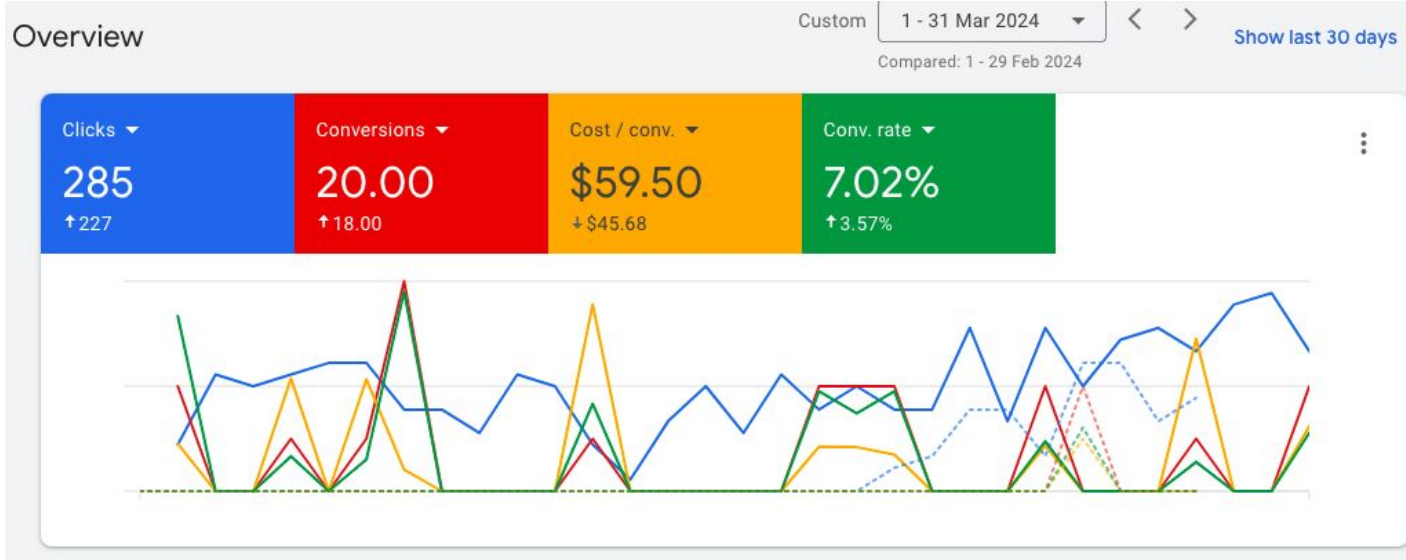 Overview
Custom
1 - 31 Mar 2024
Show last 30 days
Compared: 1 - 29 Feb 2024
Clicks
285
↑227
Conversions
20.00
↑18.00
Cost / conv.
$59.50
↓$45.68
Conv. rate
7.02%
↑3.57%